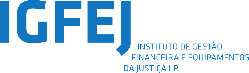 IGFEJ
INSTITUTO DE GESTÃO
FINANCEIRA E EQUIPAMENTOS
DA JUSTIÇA I.P.